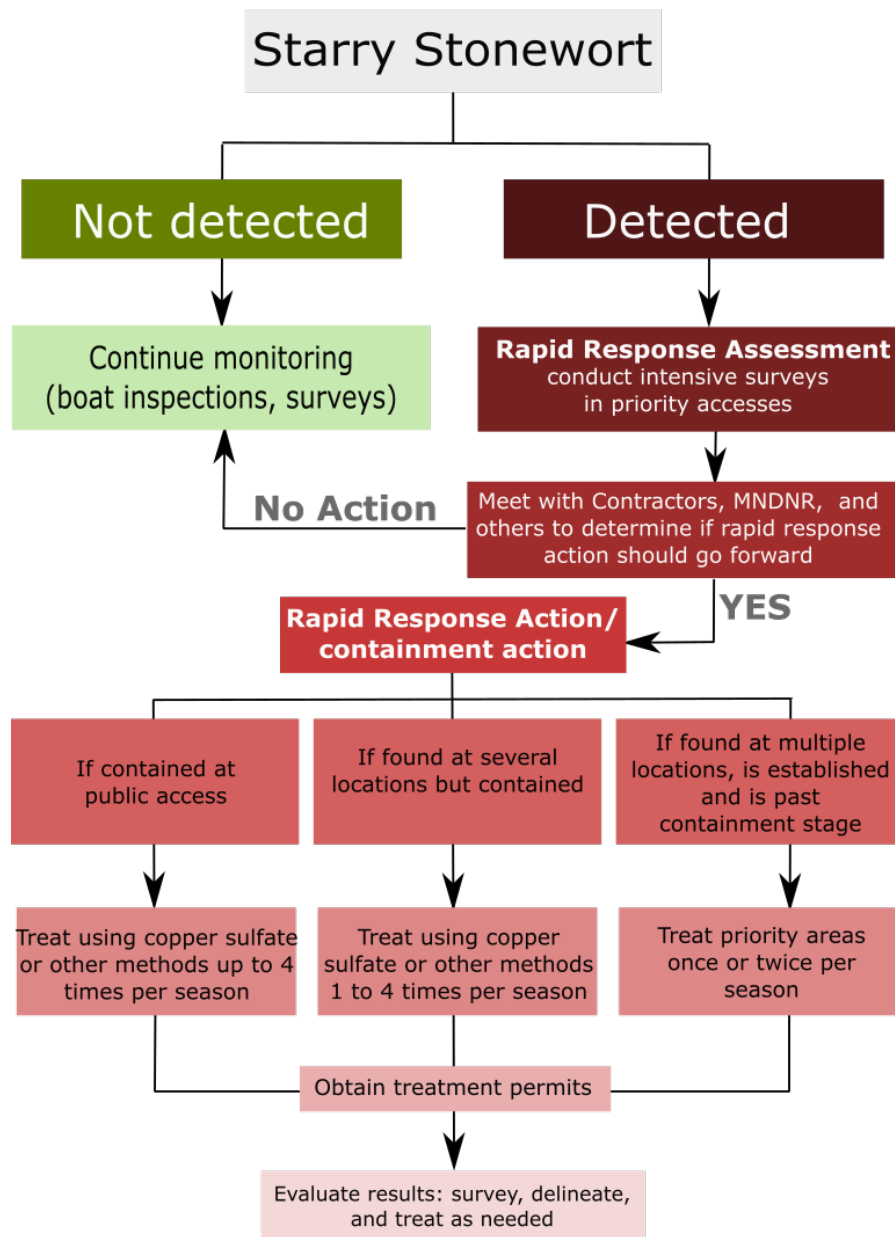 Starry Stonewort
Not detected
Detected
Continue monitoring
(boat inspections, surveys)
Rapid Response Assessment
conduct intensive surveys
in priority accesses
No Action
Meet with Contractors, MNDNR, and
others to determine if rapid response
action should go forward
YES
Rapid Response Action/
containment action
If contained at
public access
If found at several
locations but contained
If found at multiple
locations, is established
and is past
containment stage
Treat using copper sulfate
or other methods up to 4
times per season
Treat using copper
sulfate or other methods
1 to 4 times per season
Treat priority areas
once or twice per
season
Obtain treatment permits
Evaluate results: survey, delineate,
and treat as needed